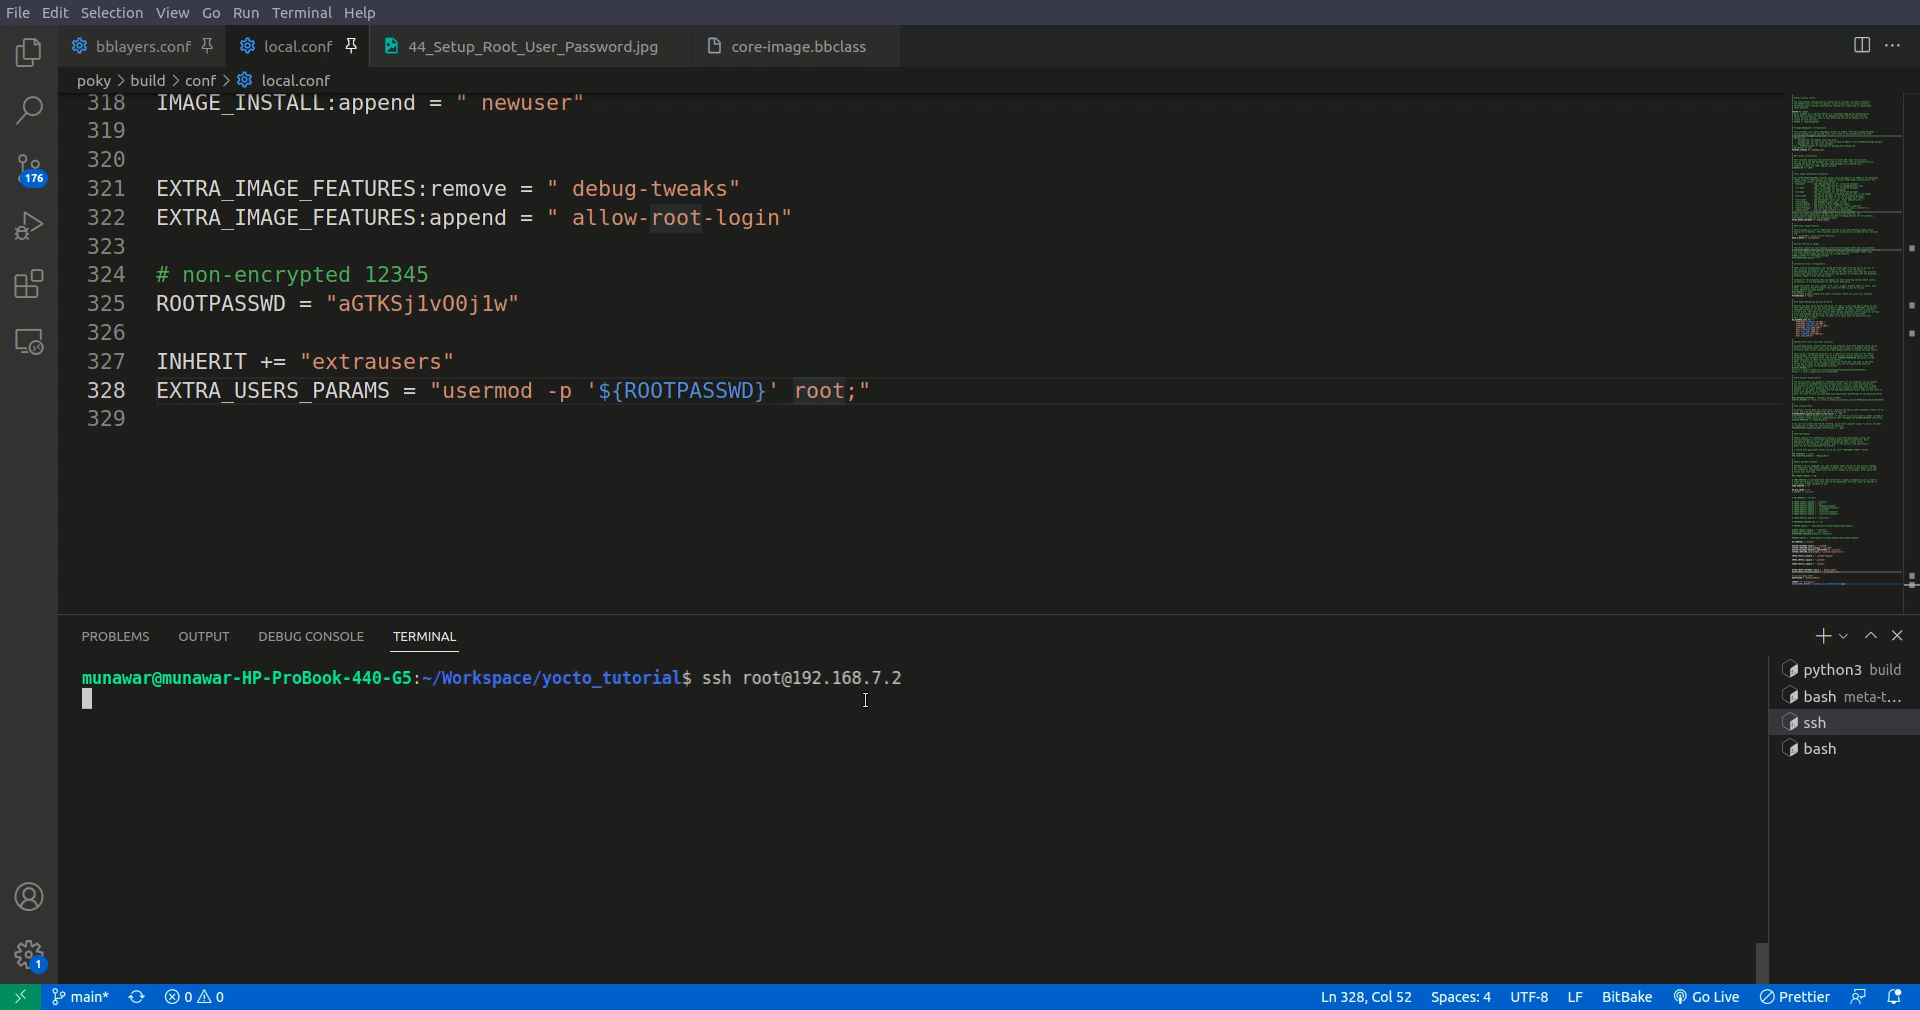 File Edit Selection View Go Run Terminal Help
bblayers.conf local.conf 44_Setup_Root_User_Password.jpg core-image.bbclass
poky > build > conf > local.conf
318 IMAGE_INSTALL:append = " newuser"
319
320
321 EXTRA_IMAGE_FEATURES:remove = " debug-tweaks"
322 EXTRA_IMAGE_FEATURES:append = " allow-root-login"
323
324 # non-encrypted 12345
325 ROOTPASSWD = "aGTKSj1vO0j1w"
326
327 INHERIT += "extrausers"
328 EXTRA_USERS_PARAMS = "usermod -p '${ROOTPASSWD}' root;"
329
176
PROBLEMS OUTPUT DEBUG CONSOLE TERMINAL
munawar@munawar-HP-ProBook-440-G5:~/Workspace/yocto_tutorial$ ssh root@192.168.7.2
python3 build
bash meta-t...
ssh
bash
1
main* 0 0 Ln 328, Col 52 Spaces: 4 UTF-8 LF BitBake Go Live Prettier